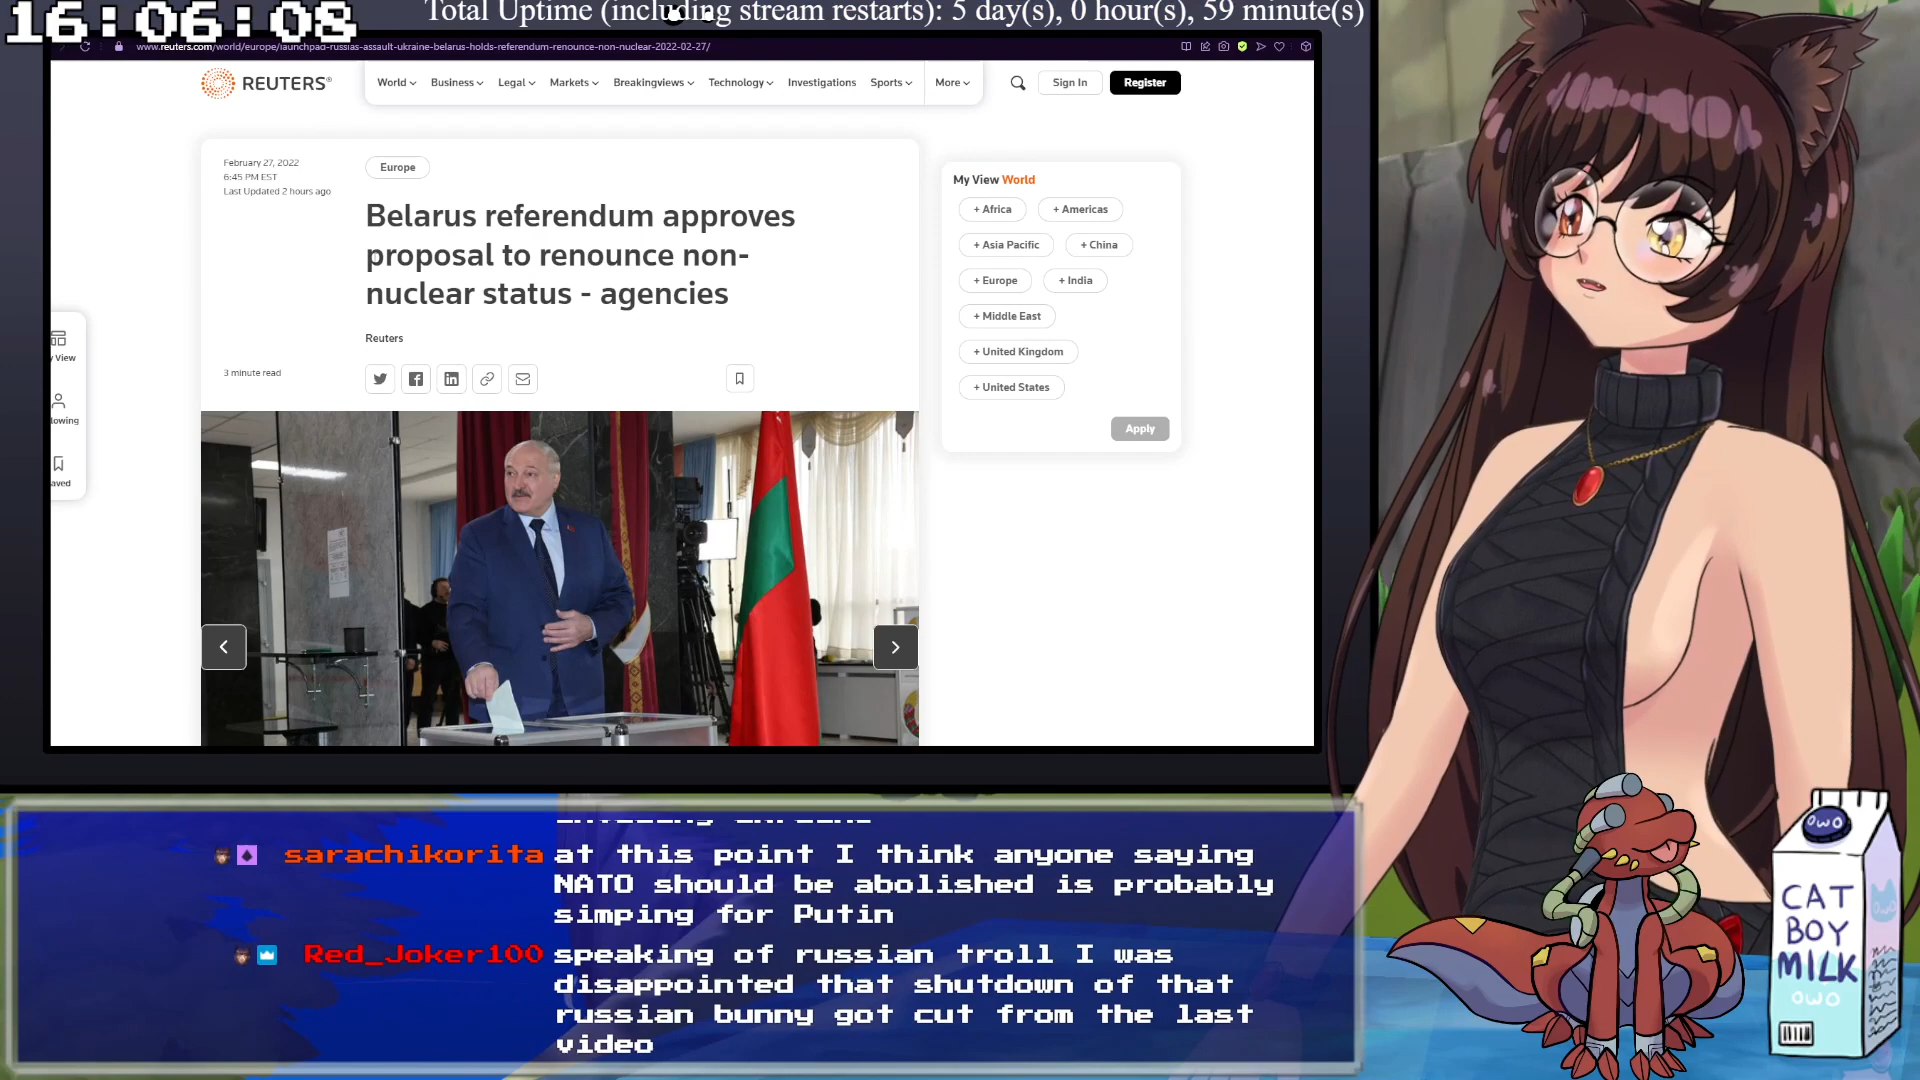 16:06:08
Total Uptime (including stream restarts): 5 day(s), 0 hour(s), 59 minute(s)
www.reuters.com/world/europe/launchpad-russias-assault-ukraine-belarus-holds-referendum-renounce-non-nuclear-2022-02-27/
REUTERS®
World
Business
Legal
Markets
Breakingviews
Technology
Investigations
Sports
More
Sign In
Register
February 27, 2022
6:45 PM EST
Last Updated 2 hours ago
Europe
Belarus referendum approves
proposal to renounce non-
nuclear status - agencies
Reuters
3 minute read
My View World
+ Africa
+ Americas
+ Asia Pacific
+ China
+ Europe
+ India
+ Middle East
+ United Kingdom
+ United States
Apply
y View
lowing
aved
sarachikorita at this point I think anyone saying
NATO should be abolished is probably
simping for Putin
Red_Joker100 speaking of russian troll I was
disappointed that shutdown of that
russian bunny got cut from the last
video
OWO
CAT
BOY
MILK
OWO